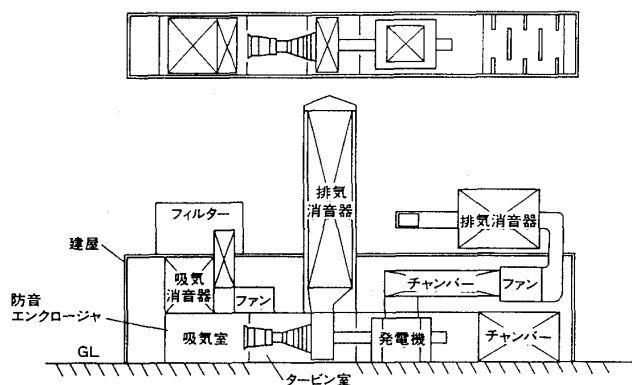 排気
消音器
排気消音器
フィルター
建屋
吸気
消音器
ファン
チャンバー
ファン
防音
エンクロージャ
吸気室
発電機
チャンバー
GL
タービン室